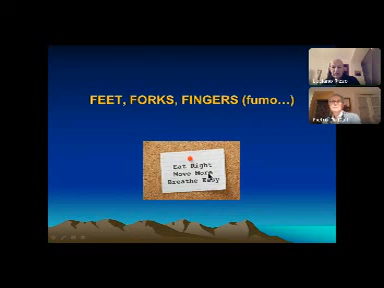 FEET, FORKS, FINGERS (fumo...)
Eat Right
Move More
Breathe Easy